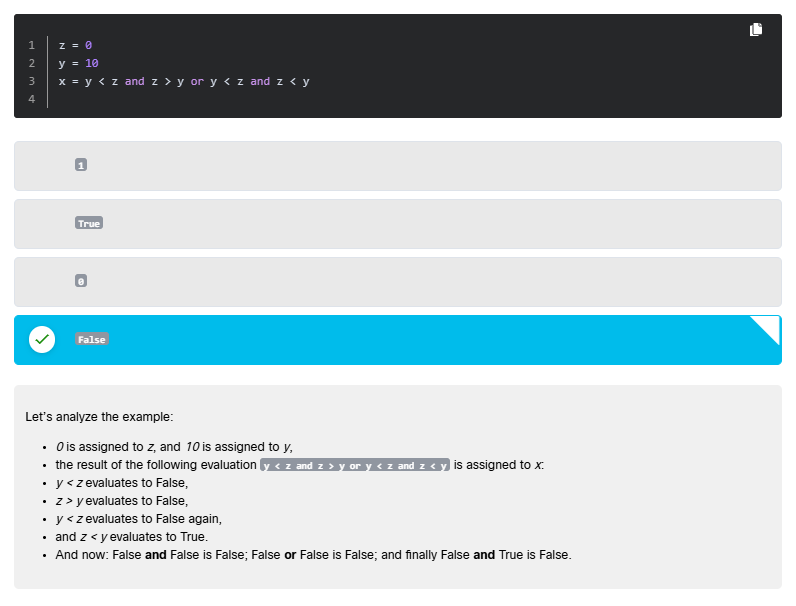 1 z = 0
2 y = 10
3 x = y < z and z > y or y < z and z < y
4
1
True
0
False
Let's analyze the example:
• 0 is assigned to z, and 10 is assigned to y,
• the result of the following evaluation y < z and z > y or y < z and z < y is assigned to x:
• y < z evaluates to False,
• z > y evaluates to False,
• y < z evaluates to False again,
• and z < y evaluates to True.
• And now: False and False is False; False or False is False; and finally False and True is False.